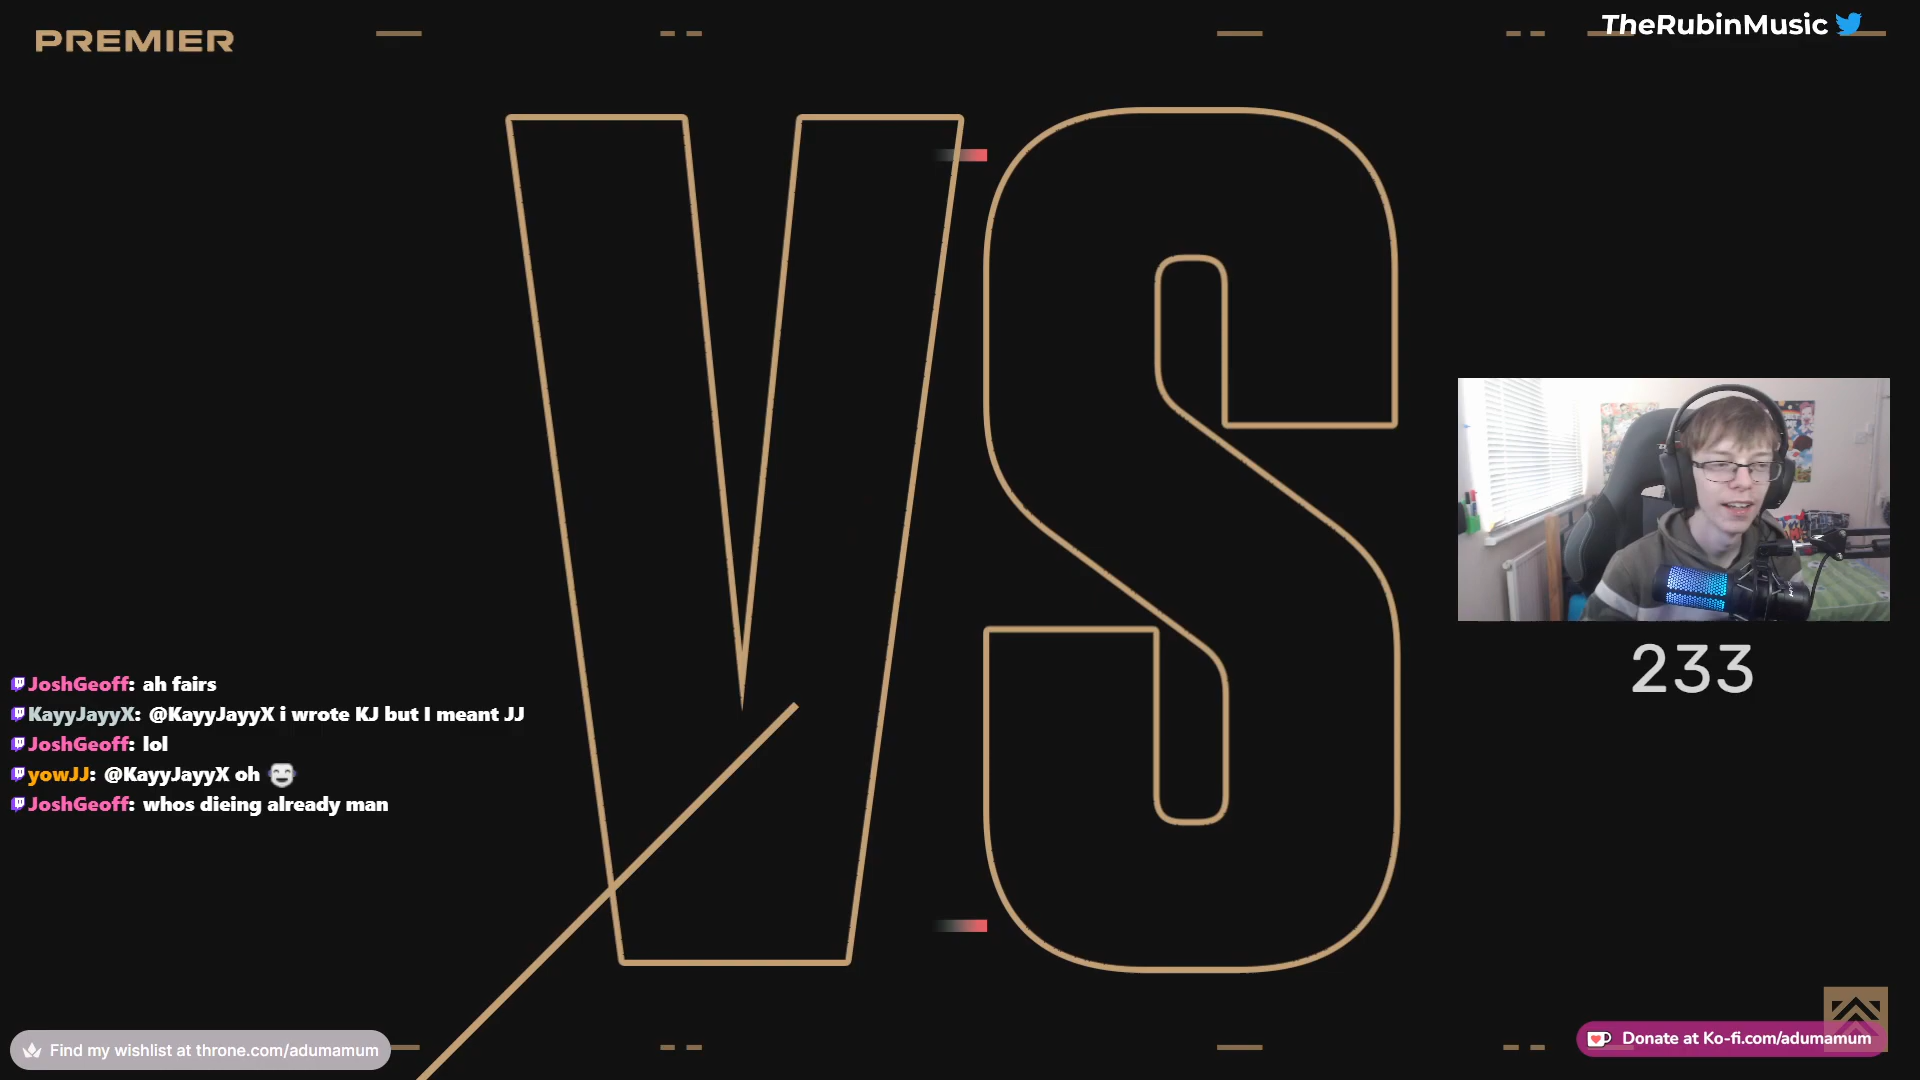 PREMIER
TheRubinMusic
VS
233
JoshGeoff: ah fairs
KayyJayyX: @KayyJayyX i wrote KJ but I meant JJ
JoshGeoff: lol
yowJJ: @KayyJayyX oh
JoshGeoff: whos dieing already man
Find my wishlist at throne.com/adumamum
Donate at Ko-fi.com/adumamum